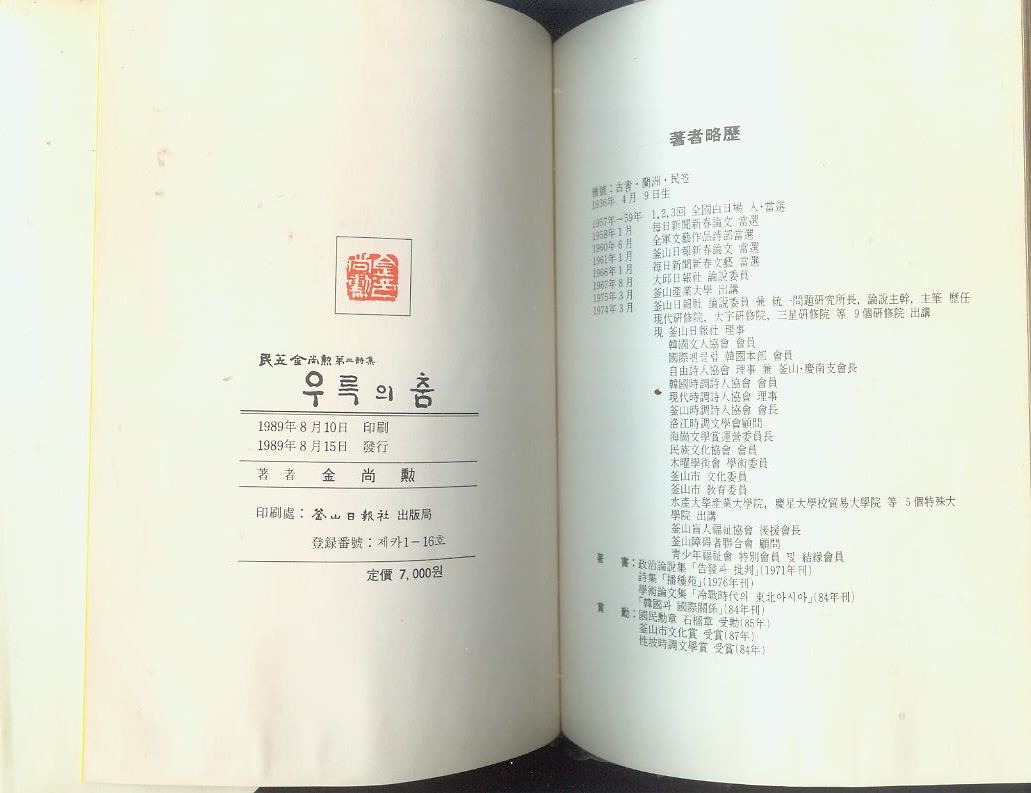 金尚勳
民笠 金尚勲 第二詩集
우륵의 춤
1989年 8月 10日 印刷
1989年 8月 15日 發行
著者 金尚勲
印刷處 : 釜山日報社 出版局
登録番號 : 제카1-16호
定價 7,000원
著者略歷
雅號 : 古書·蘭洲·民笠
1936年 4月 9日生
1957年~59年 1,2,3回 全國白日場 入·當選
1958年 1月 每日新聞新春論文 當選
1960年 6月 全軍文藝作品詩部當選
1961年 1月 釜山日報新春論文 當選
1966年 1月 每日新聞新春文藝 當選
1967年 8月 大邱日報社 論說委員
1975年 3月 釜山產業大學 出講
1974年 3月 釜山日報社 論說委員 兼 統一問題硏究所長, 論說主幹, 主筆 歷任
現代硏修院, 大宇硏修院, 三星硏修院 等 9個硏修院 出講
現 釜山日報社 理事
韓國文人協會 會員
國際펜클럽 韓國本部 會員
自由詩人協會 理事 兼 釜山·慶南支會長
韓國時調詩人協會 會員
現代時調詩人協會 理事
釜山時調詩人協會 會長
洛江時調文學會顧問
海崗文學賞運營委員長
民族文化協會 會員
木曜學術會 學術委員
釜山市 文化委員
釜山市 敎育委員
水產大學產業大學院, 慶星大學校貿易大學院 等 5個特殊大
學院 出講
釜山盲人福祉協會 後援會長
釜山障碍者聯合會 顧問
靑少年福祉會 特別會員 및 結緣會員
著書 : 政治論說集「告發과 批判」(1971年刊)
詩集「播種苑」(1976年刊)
學術論文集「冷戰時代의 東北아시아」(84年刊)
「韓國과 國際關係」(84年刊)
賞勳 : 國民勳章 石榴章 受勳(85年)
釜山市文化賞 受賞(87年)
性坡時調文學賞 受賞(84年)